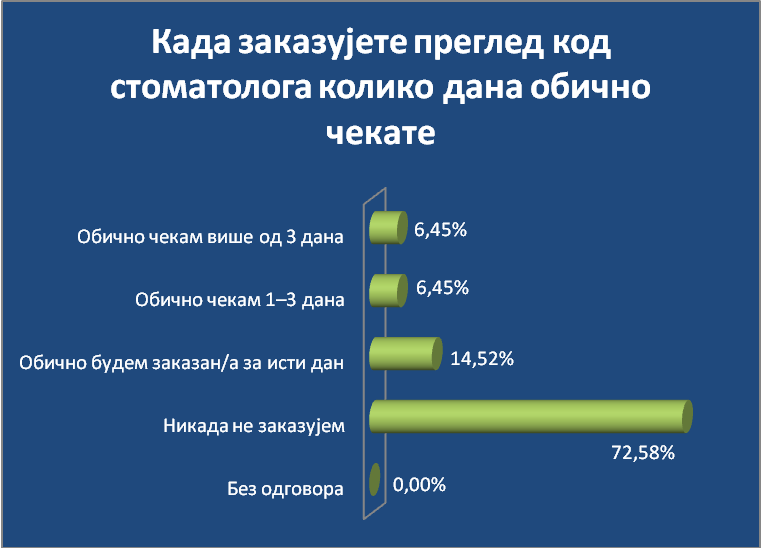 Када заказујете преглед код
стоматолога колико дана обично
чекате
Обично чекам више од 3 дана
6,45%
Обично чекам 1–3 дана
6,45%
Обично будем заказан/а за исти дан
14,52%
Никада не заказујем
72,58%
Без одговора
0,00%